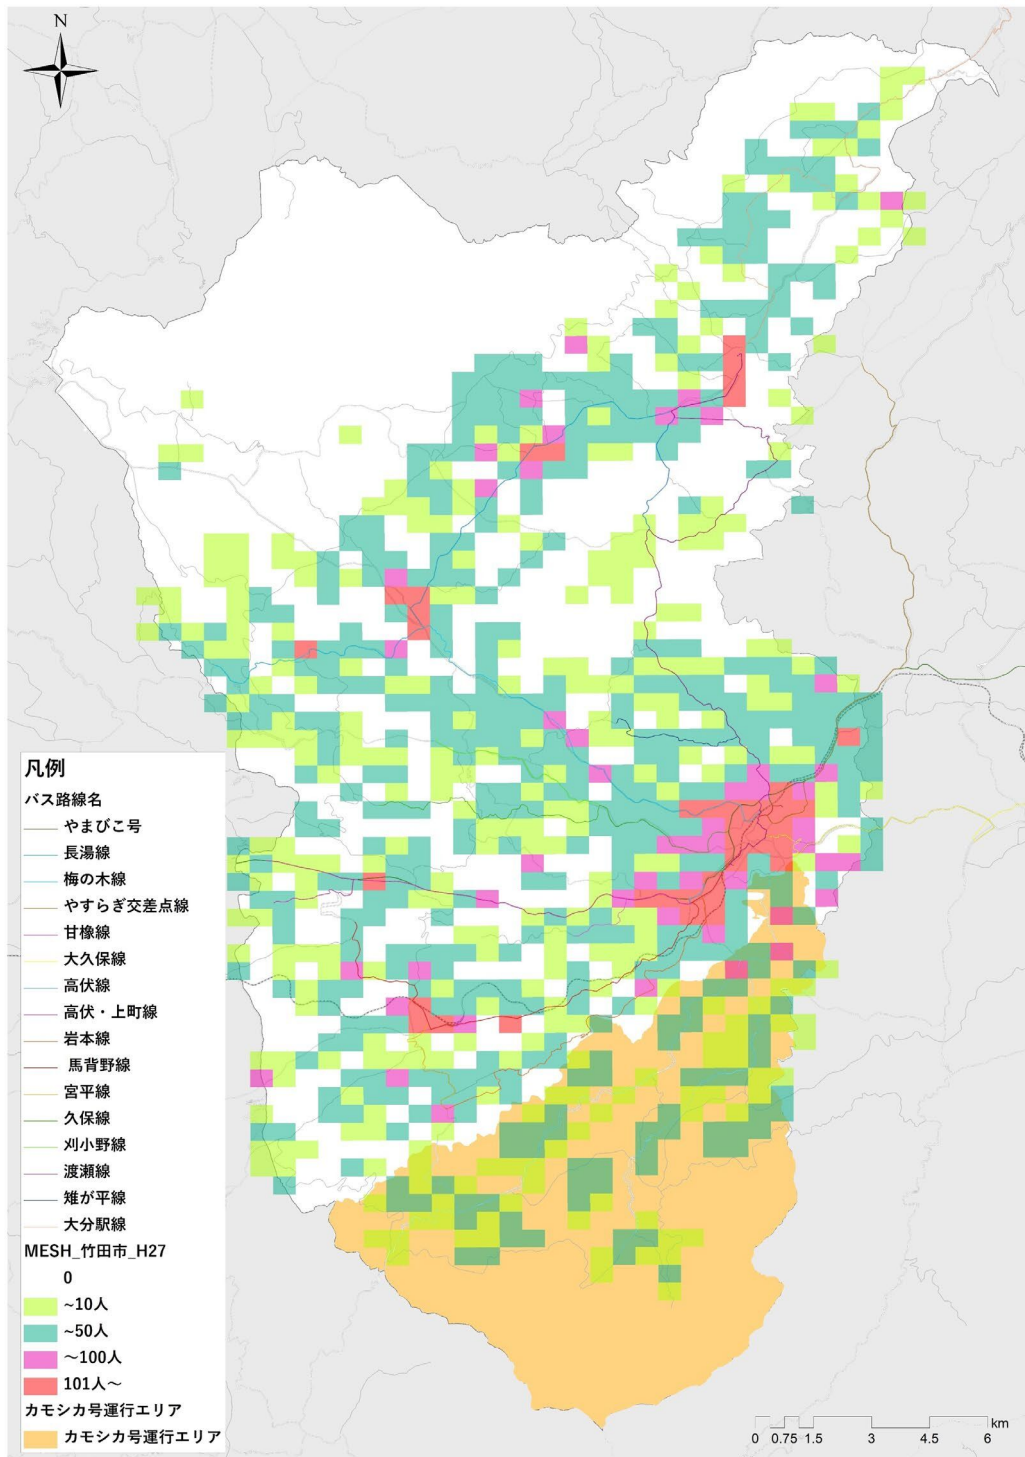 N
凡例
バス路線名
やまびこ号
長湯線
梅の木線
やすらぎ交差点線
甘橡線
大久保線
高伏線
高伏・上町線
岩本線
馬背野線
宮平線
久保線
刈小野線
渡瀬線
雉が平線
大分駅線
MESH_竹田市_H27
0
~10人
~50人
～100人
101人～
カモシカ号運行エリア
カモシカ号運行エリア
km
0 0.75 1.5 3 4.5 6